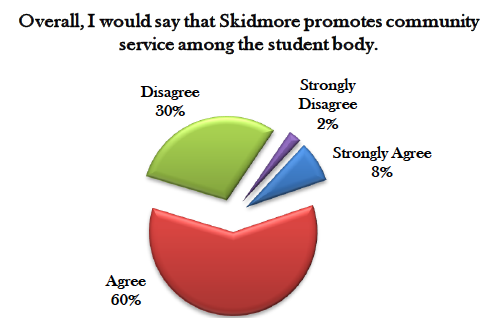 Overall, I would say that Skidmore promotes community
service among the student body.
Disagree
30%
Strongly
Disagree
2%
Strongly Agree
8%
Agree
60%